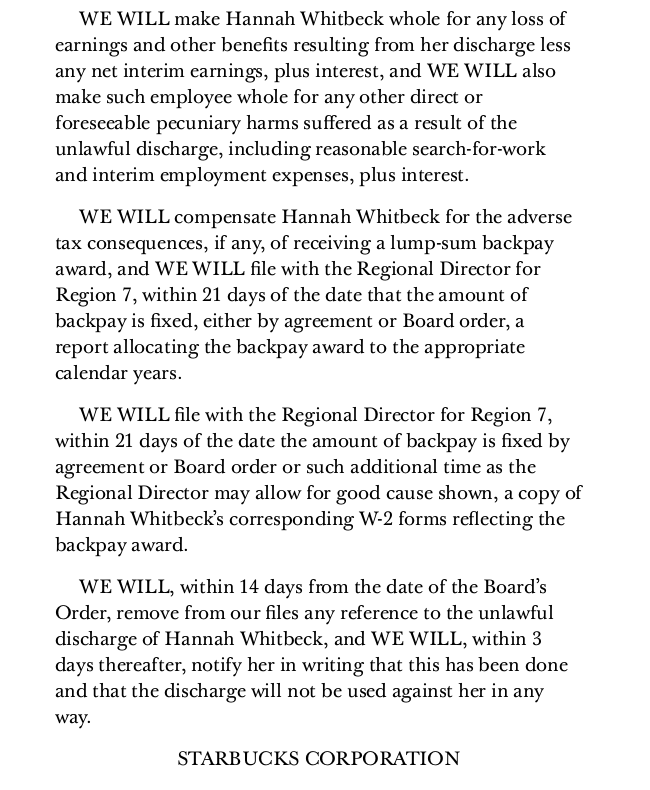 WE WILL make Hannah Whitbeck whole for any loss of
earnings and other benefits resulting from her discharge less
any net interim earnings, plus interest, and WE WILL also
make such employee whole for any other direct or
foreseeable pecuniary harms suffered as a result of the
unlawful discharge, including reasonable search-for-work
and interim employment expenses, plus interest.
WE WILL compensate Hannah Whitbeck for the adverse
tax consequences, if any, of receiving a lump-sum backpay
award, and WE WILL file with the Regional Director for
Region 7, within 21 days of the date that the amount of
backpay is fixed, either by agreement or Board order, a
report allocating the backpay award to the appropriate
calendar years.
WE WILL file with the Regional Director for Region 7,
within 21 days of the date the amount of backpay is fixed by
agreement or Board order or such additional time as the
Regional Director may allow for good cause shown, a copy of
Hannah Whitbeck’s corresponding W-2 forms reflecting the
backpay award.
WE WILL, within 14 days from the date of the Board’s
Order, remove from our files any reference to the unlawful
discharge of Hannah Whitbeck, and WE WILL, within 3
days thereafter, notify her in writing that this has been done
and that the discharge will not be used against her in any
way.
STARBUCKS CORPORATION